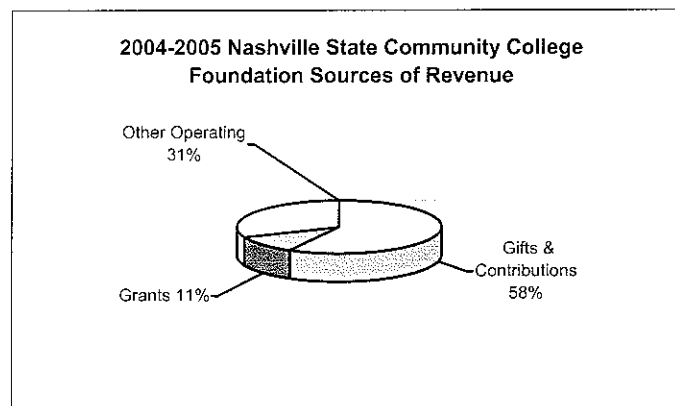 2004-2005 Nashville State Community College
Foundation Sources of Revenue
Other Operating
31%
Gifts &
Contributions
58%
Grants 11%